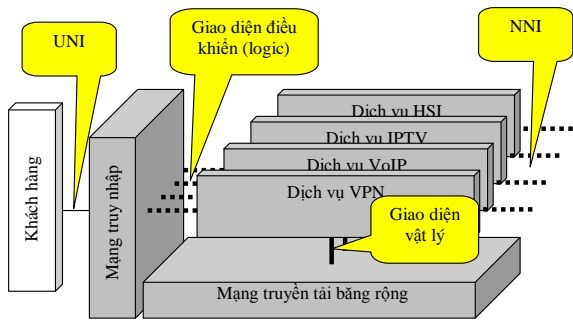 UNI
Giao diện điều
khiển (logic)
NNI
Khách hàng
Mạng truy nhập
Dịch vụ HSI
Dịch vụ IPTV
Dịch vụ VoIP
Dịch vụ VPN
Giao diện
vật lý
Mạng truyền tải băng rộng